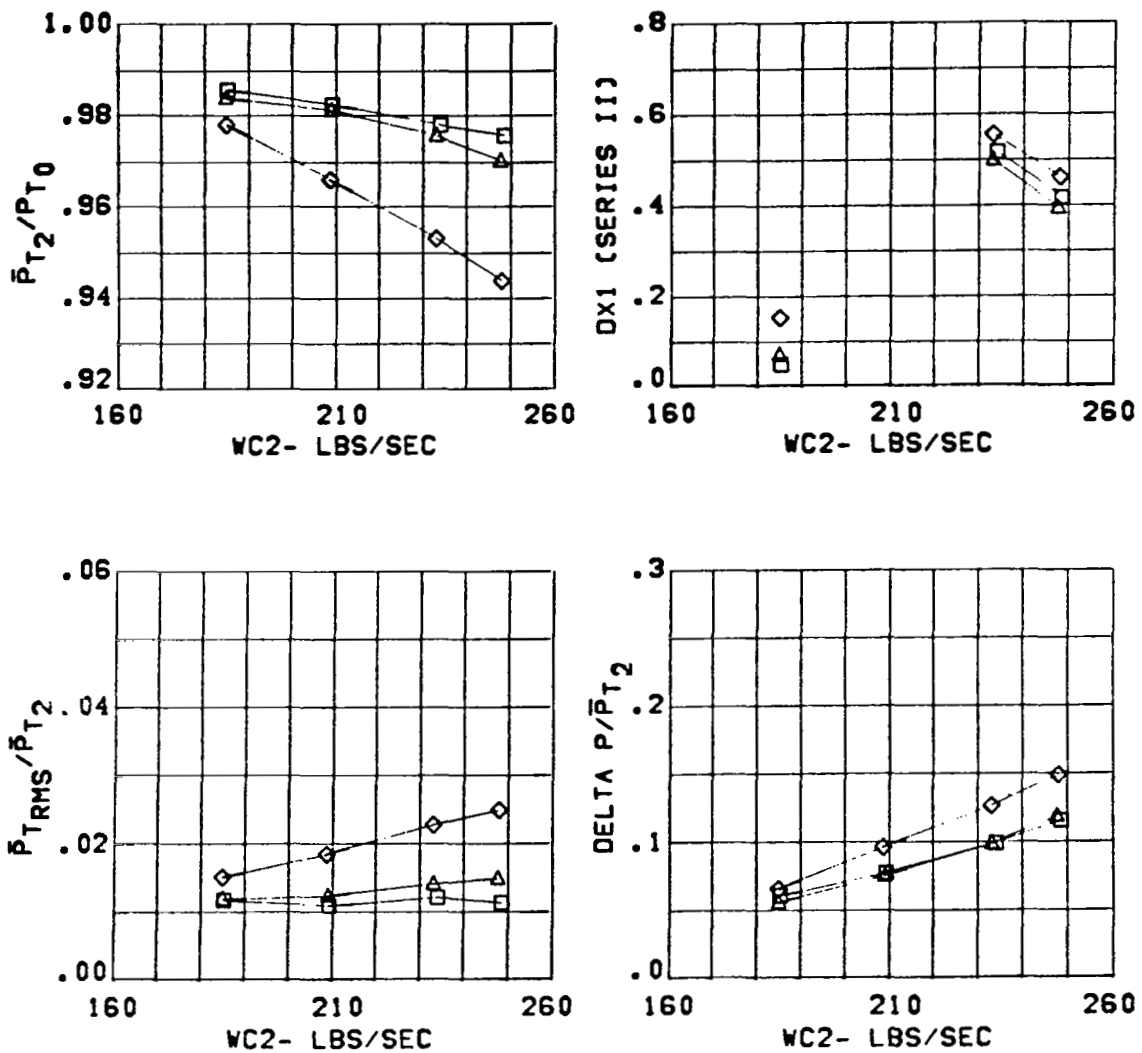 1.00
.98
.96
.94
.92
P̄T2/PT0
160 210 260
WC2- LBS/SEC
.8
.6
.4
.2
.0
DX1 (SERIES II)
160 210 260
WC2- LBS/SEC
.06
.04
.02
.00
P̄TRMS/P̄T2
160 210 260
WC2- LBS/SEC
.3
.2
.1
.0
DELTA P/P̄T2
160 210 260
WC2- LBS/SEC